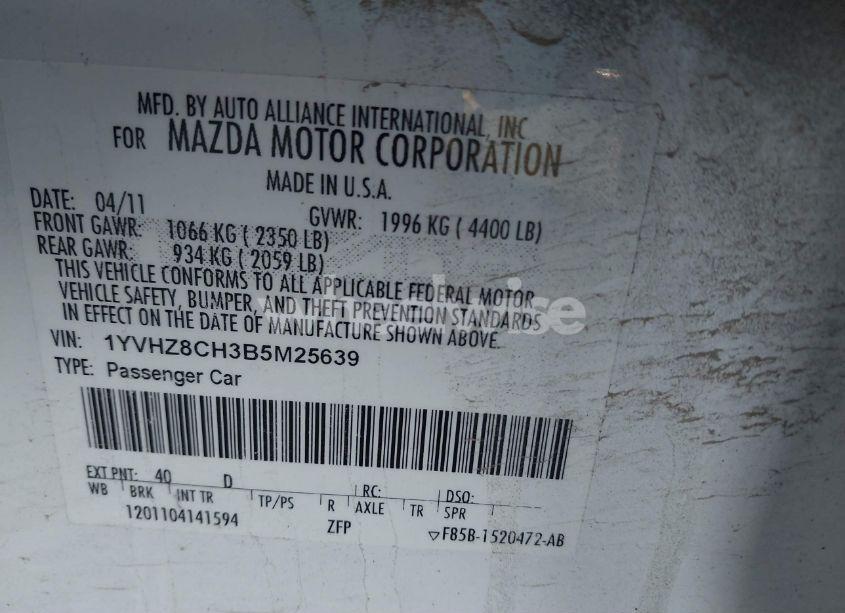 MFD. BY AUTO ALLIANCE INTERNATIONAL, INC
FOR MAZDA MOTOR CORPORATION
MADE IN U.S.A.
DATE: 04/11 GVWR: 1996 KG ( 4400 LB)
FRONT GAWR: 1066 KG ( 2350 LB)
REAR GAWR: 934 KG ( 2059 LB)
THIS VEHICLE CONFORMS TO ALL APPLICABLE FEDERAL MOTOR
VEHICLE SAFETY, BUMPER, AND THEFT PREVENTION STANDARDS
IN EFFECT ON THE DATE OF MANUFACTURE SHOWN ABOVE.
VIN: 1YVHZ8CH3B5M25639
TYPE: Passenger Car
EXT PNT: 40 D RC: DSO:
WB BRK INT TR TP/PS R AXLE TR SPR
1201104141594 ZFP ▽F85B-1520472-AB